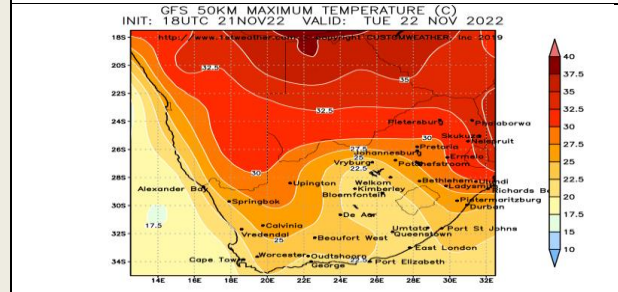 GFS 50KM MAXIMUM TEMPERATURE (C)
INIT: 18UTC 21NOV22 VALID: TUE 22 NOV 2022
http://www.1stweather.com copyright CUSTOMWEATHER, Inc 2019
18S
20S
22S
24S
26S
28S
30S
32S
34S
32.5
35
32.5
30
30
27.5
25
22.5
17.5
25
22.5
Pietersburg
Phalaborwa
Skukuza
Nelspruit
Pretoria
Johannesburg
Ermelo
Vryburg
Potchefstroom
Welkom
Bethlehem
Ulundi
Kimberley
Ladysmith
Richards Ba
Bloemfontein
Pietermaritzburg
Durban
Alexander Bay
Upington
Springbok
De Aar
Calvinia
Vredendal
Umtata
Port St Johns
Queenstown
Beaufort West
East London
Worcester
Oudtshoorn
Cape Town
George
Port Elizabeth
14E 16E 18E 20E 22E 24E 26E 28E 30E 32E
40
37.5
35
32.5
30
27.5
25
22.5
20
17.5
15
10